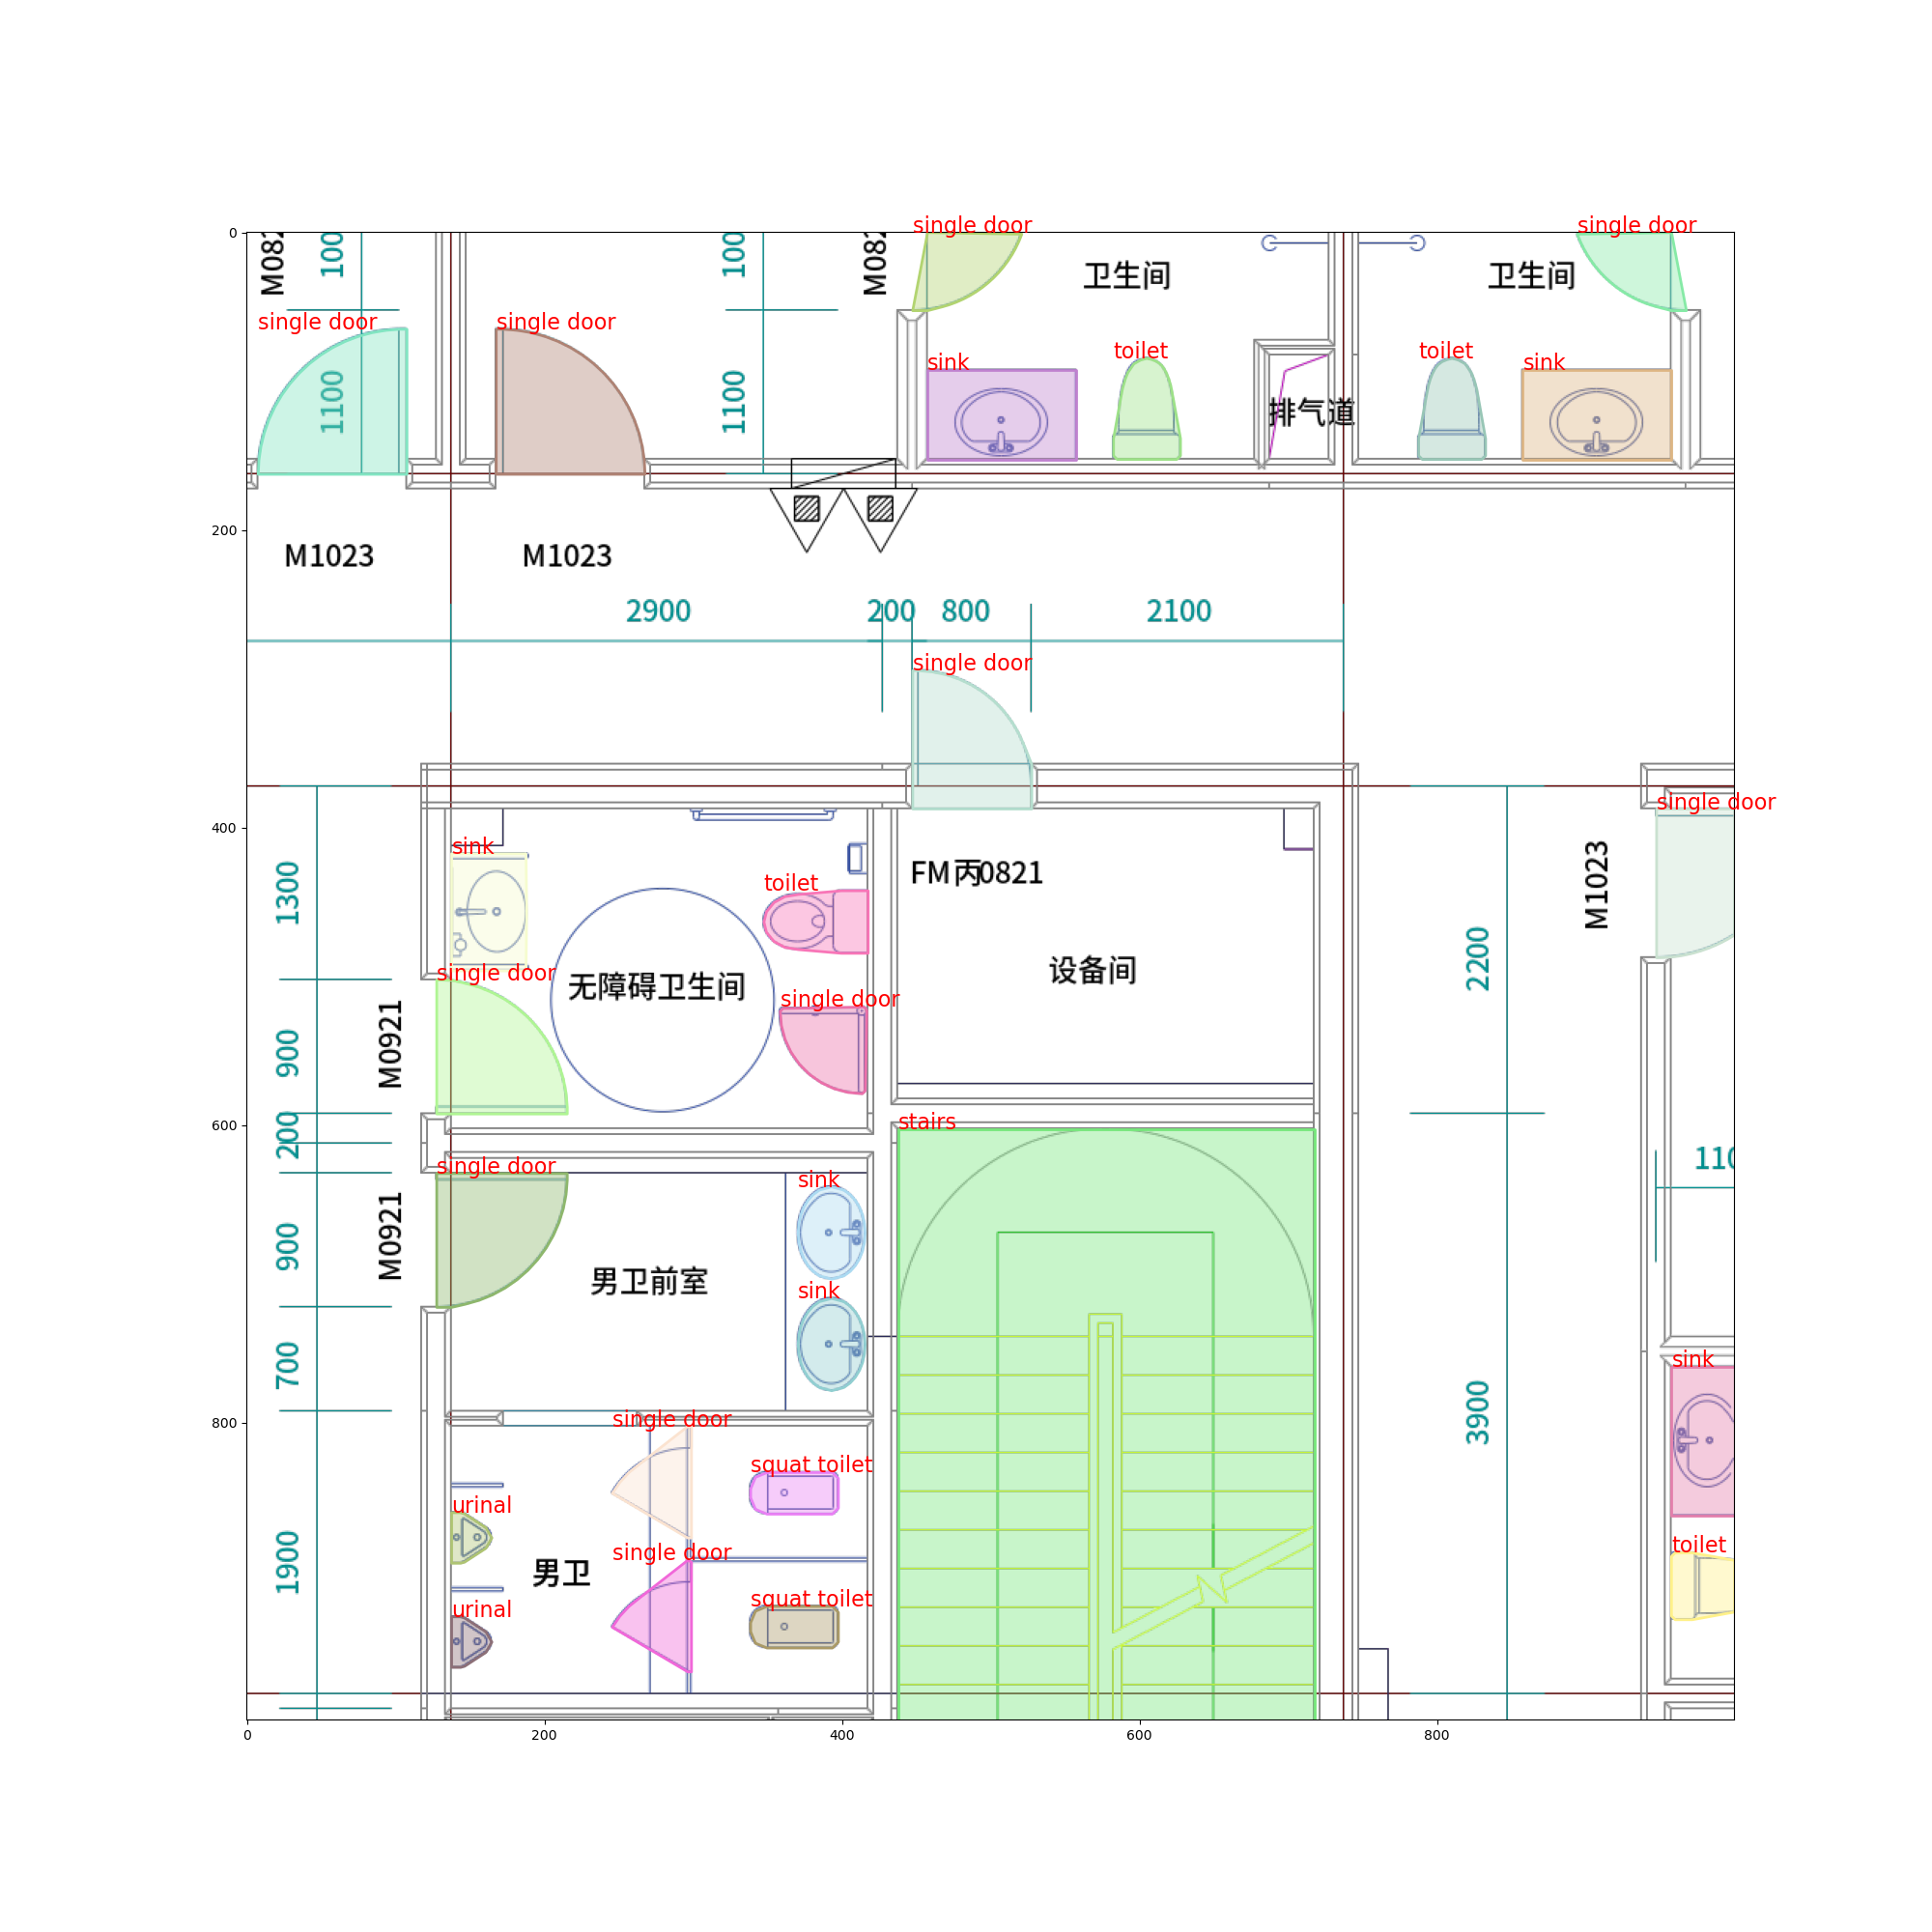 single door
single door
0
M082
100
100
M082
卫生间
卫生间
single door
single door
toilet
toilet
sink
sink
1100
1100
排气道
200
M1023
M1023
2900
200
800
2100
single door
single door
400
sink
FM丙0821
M1023
1300
toilet
2200
设备间
single door
无障碍卫生间
single door
M0921
900
600
200
stairs
single door
110
sink
M0921
900
男卫前室
sink
700
sink
3900
800
single door
squat toilet
urinal
toilet
single door
1900
男卫
squat toilet
urinal
0
200
400
600
800